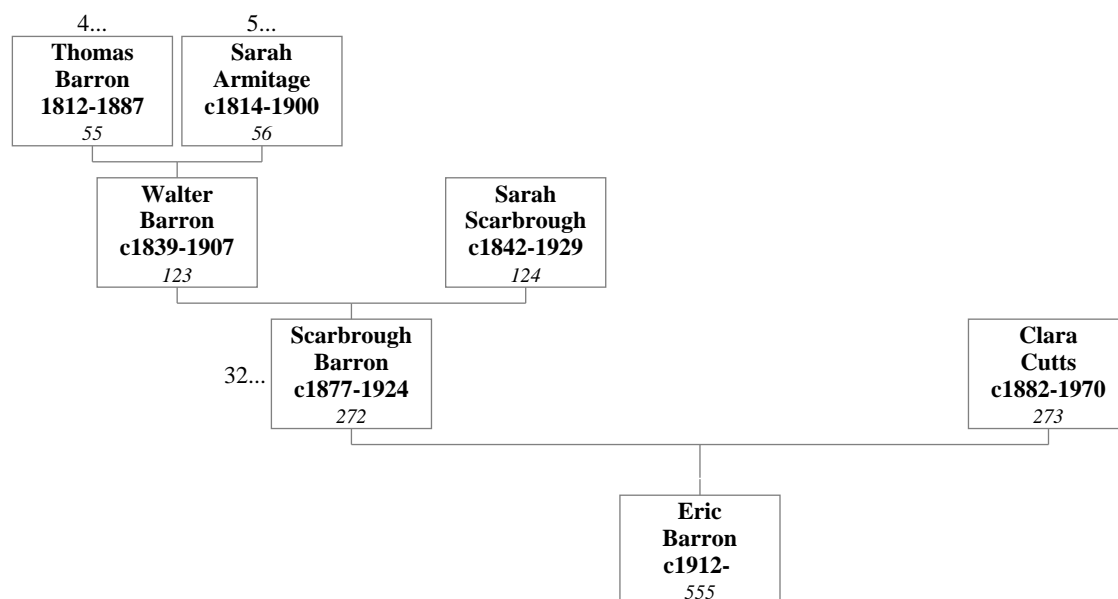 4...
5...
Thomas
Barron
1812-1887
55
Sarah
Armitage
c1814-1900
56
Walter
Barron
c1839-1907
123
Sarah
Scarbrough
c1842-1929
124
32...
Scarbrough
Barron
c1877-1924
272
Clara
Cutts
c1882-1970
273
Eric
Barron
c1912-
555